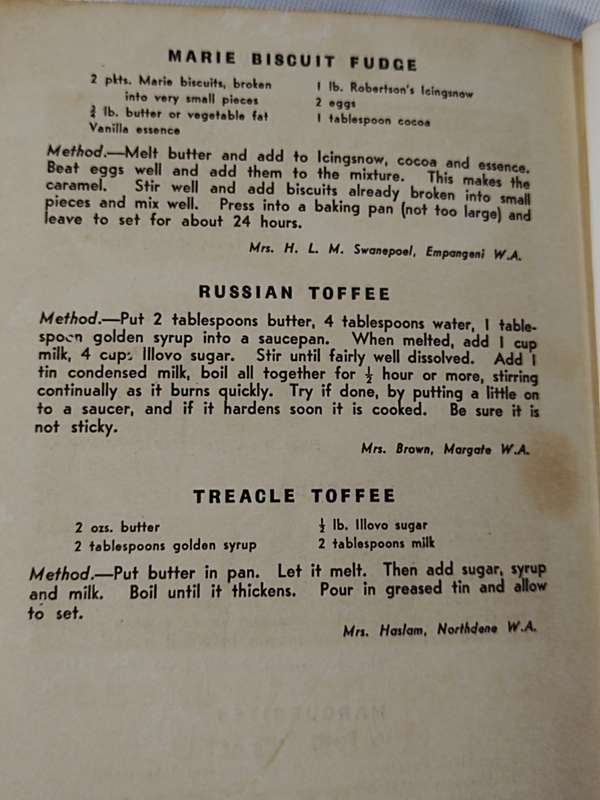 MARIE BISCUIT FUDGE
2 pkts. Marie biscuits, broken
into very small pieces
¾ lb. butter or vegetable fat
Vanilla essence
1 lb. Robertson's Icingsnow
2 eggs
1 tablespoon cocoa
Method.—Melt butter and add to Icingsnow, cocoa and essence.
Beat eggs well and add them to the mixture. This makes the
caramel. Stir well and add biscuits already broken into small
pieces and mix well. Press into a baking pan (not too large) and
leave to set for about 24 hours.
Mrs. H. L. M. Swanepoel, Empangeni W.A.
RUSSIAN TOFFEE
Method.—Put 2 tablespoons butter, 4 tablespoons water, 1 table-
spoon golden syrup into a saucepan. When melted, add 1 cup
milk, 4 cups Illovo sugar. Stir until fairly well dissolved. Add 1
tin condensed milk, boil all together for ½ hour or more, stirring
continually as it burns quickly. Try if done, by putting a little on
to a saucer, and if it hardens soon it is cooked. Be sure it is
not sticky.
Mrs. Brown, Margate W.A.
TREACLE TOFFEE
2 ozs. butter
2 tablespoons golden syrup
½ lb. Illovo sugar
2 tablespoons milk
Method.—Put butter in pan. Let it melt. Then add sugar, syrup
and milk. Boil until it thickens. Pour in greased tin and allow
to set.
Mrs. Haslam, Northdene W.A.